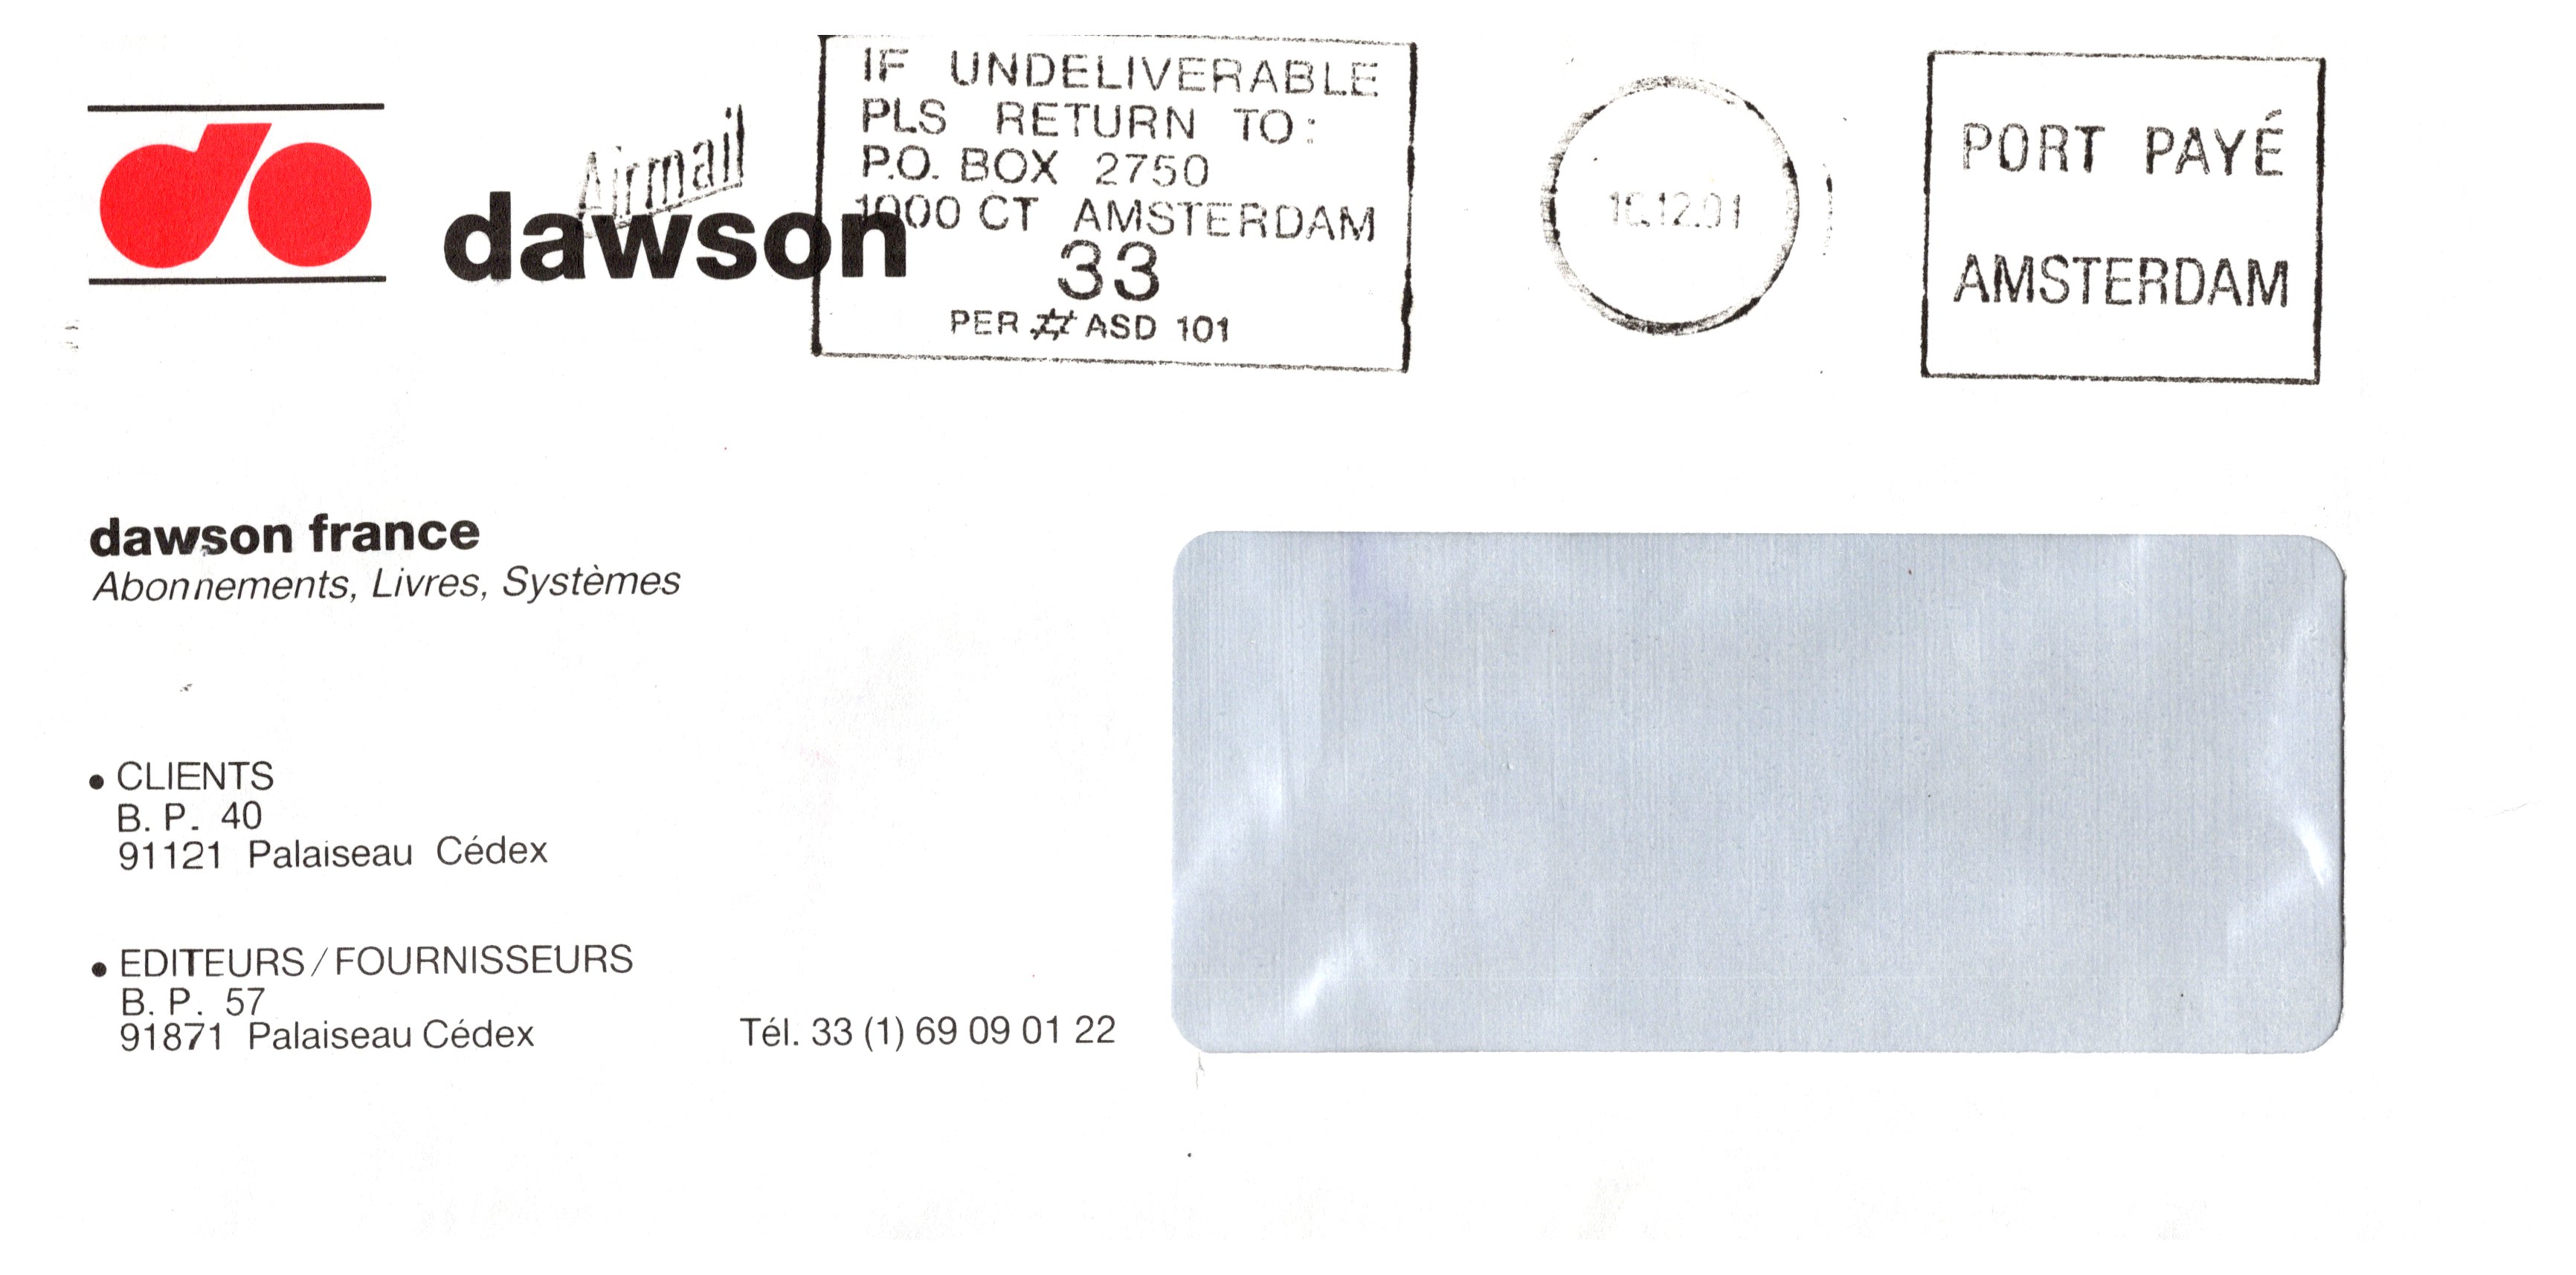 Airmail
dawson
IF UNDELIVERABLE
PLS RETURN TO:
P.O. BOX 2750
1000 CT AMSTERDAM
33
PER ASD 101
PORT PAYÉ
AMSTERDAM
dawson france
Abonnements, Livres, Systèmes
• CLIENTS
B. P. 40
91121 Palaiseau Cédex
• EDITEURS/FOURNISSEURS
B. P. 57
91871 Palaiseau Cédex
Tél. 33 (1) 69 09 01 22